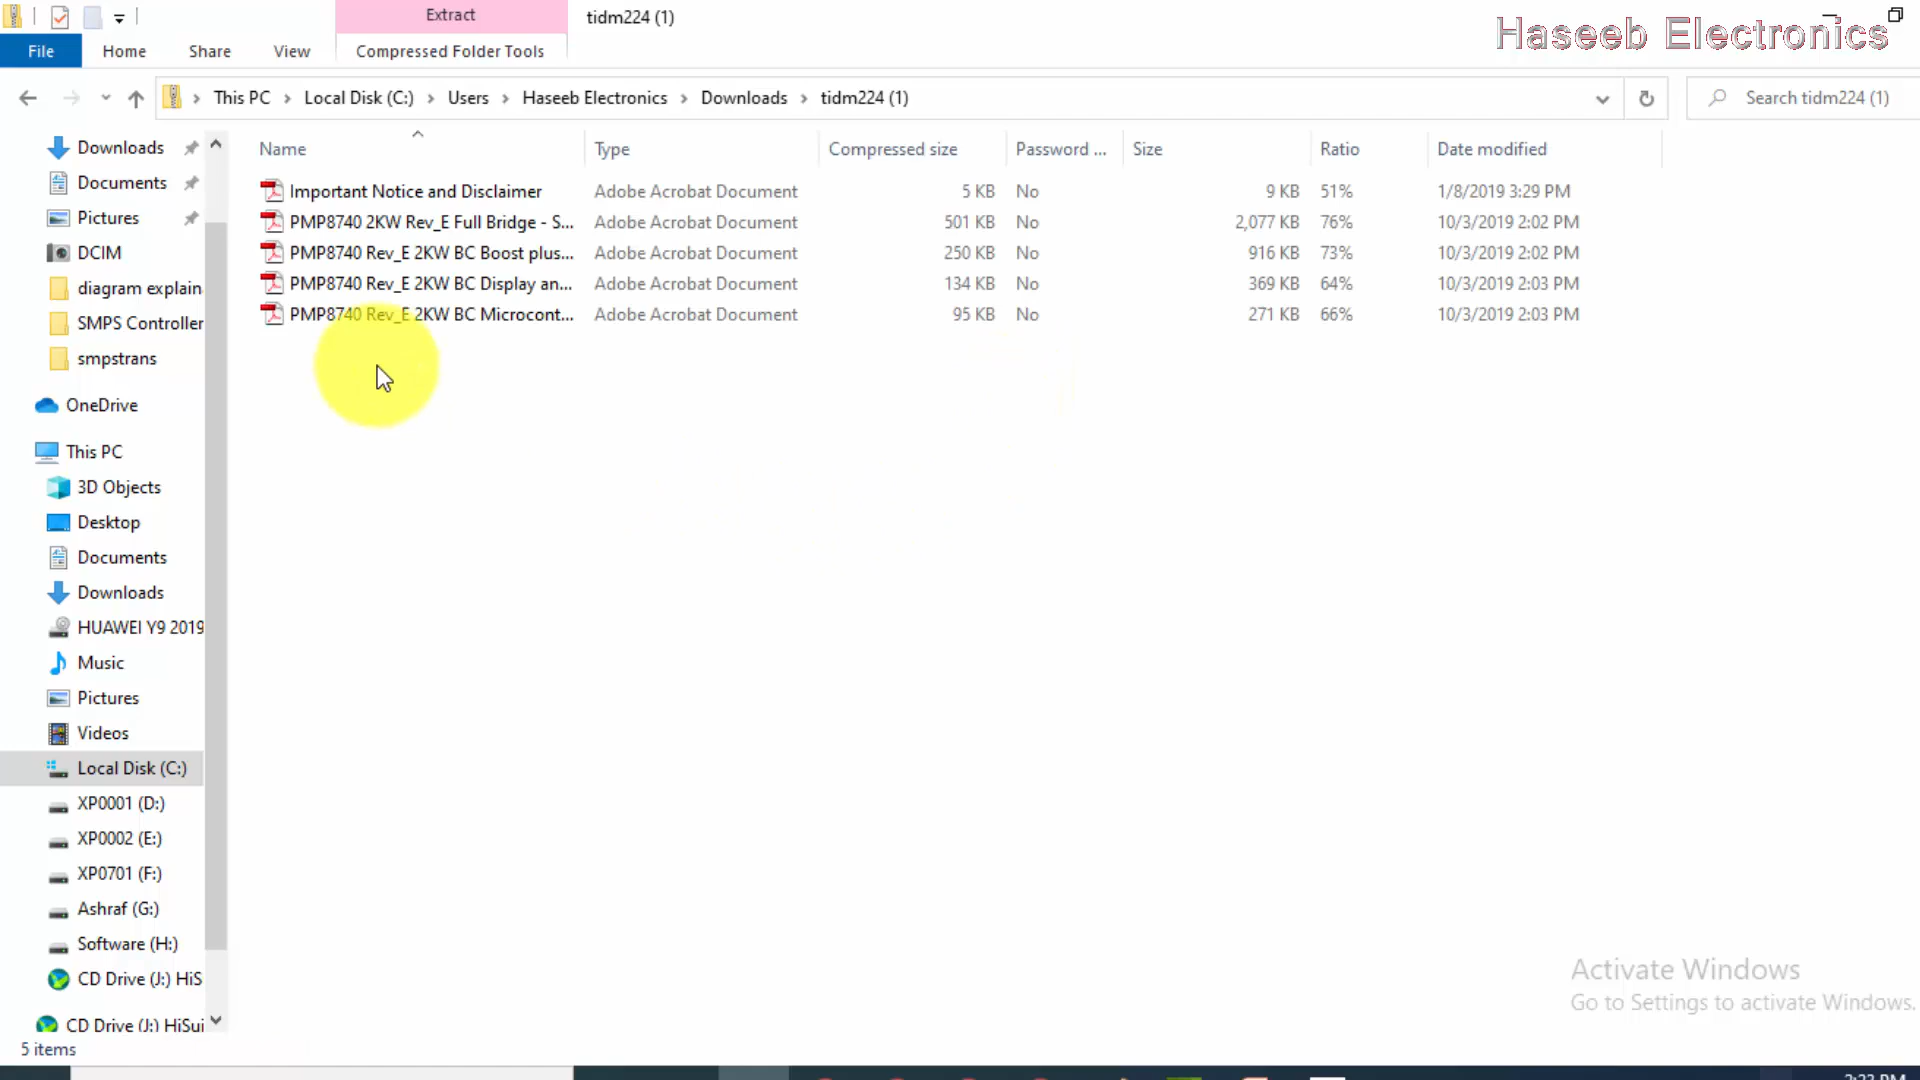 Extract
tidm224 (1)
Haseeb Electronics
File
Home
Share
View
Compressed Folder Tools
This PC
Local Disk (C:)
Users
Haseeb Electronics
Downloads
tidm224 (1)
Search tidm224 (1)
Name
Type
Compressed size
Password ...
Size
Ratio
Date modified
Important Notice and Disclaimer Adobe Acrobat Document 5 KB No 9 KB 51% 1/8/2019 3:29 PM
PMP8740 2KW Rev_E Full Bridge - S... Adobe Acrobat Document 501 KB No 2,077 KB 76% 10/3/2019 2:02 PM
PMP8740 Rev_E 2KW BC Boost plus... Adobe Acrobat Document 250 KB No 916 KB 73% 10/3/2019 2:02 PM
PMP8740 Rev_E 2KW BC Display an... Adobe Acrobat Document 134 KB No 369 KB 64% 10/3/2019 2:03 PM
PMP8740 Rev_E 2KW BC Microcont... Adobe Acrobat Document 95 KB No 271 KB 66% 10/3/2019 2:03 PM
Downloads
Documents
Pictures
DCIM
diagram explain
SMPS Controller
smpstrans
OneDrive
This PC
3D Objects
Desktop
Documents
Downloads
HUAWEI Y9 2019
Music
Pictures
Videos
Local Disk (C:)
XP0001 (D:)
XP0002 (E:)
XP0701 (F:)
Ashraf (G:)
Software (H:)
CD Drive (J:) HiS
CD Drive (J:) HiSui
5 items
Activate Windows
Go to Settings to activate Windows.